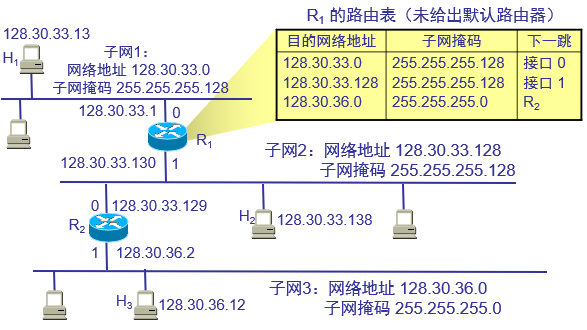 R1 的路由表（未给出默认路由器）
目的网络地址 子网掩码 下一跳
128.30.33.0 255.255.255.128 接口 0
128.30.33.128 255.255.255.128 接口 1
128.30.36.0 255.255.255.0 R2
128.30.33.13
H1
子网1：
网络地址 128.30.33.0
子网掩码 255.255.255.128
128.30.33.1 0
R1
128.30.33.130 1
子网2：网络地址 128.30.33.128
子网掩码 255.255.255.128
0 128.30.33.129
R2
H2 128.30.33.138
1 128.30.36.2
子网3：网络地址 128.30.36.0
子网掩码 255.255.255.0
H3 128.30.36.12